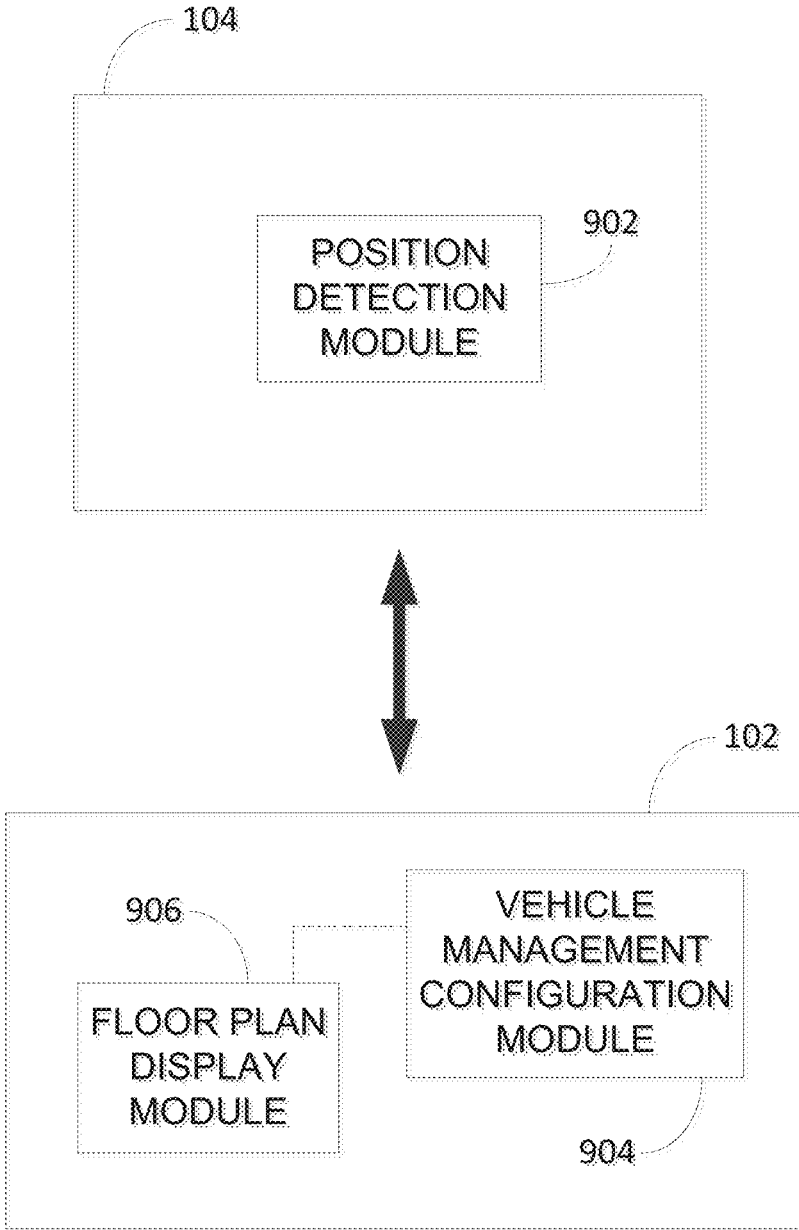 104
902
POSITION
DETECTION
MODULE
102
906
VEHICLE
MANAGEMENT
CONFIGURATION
MODULE
FLOOR PLAN
DISPLAY
MODULE
904